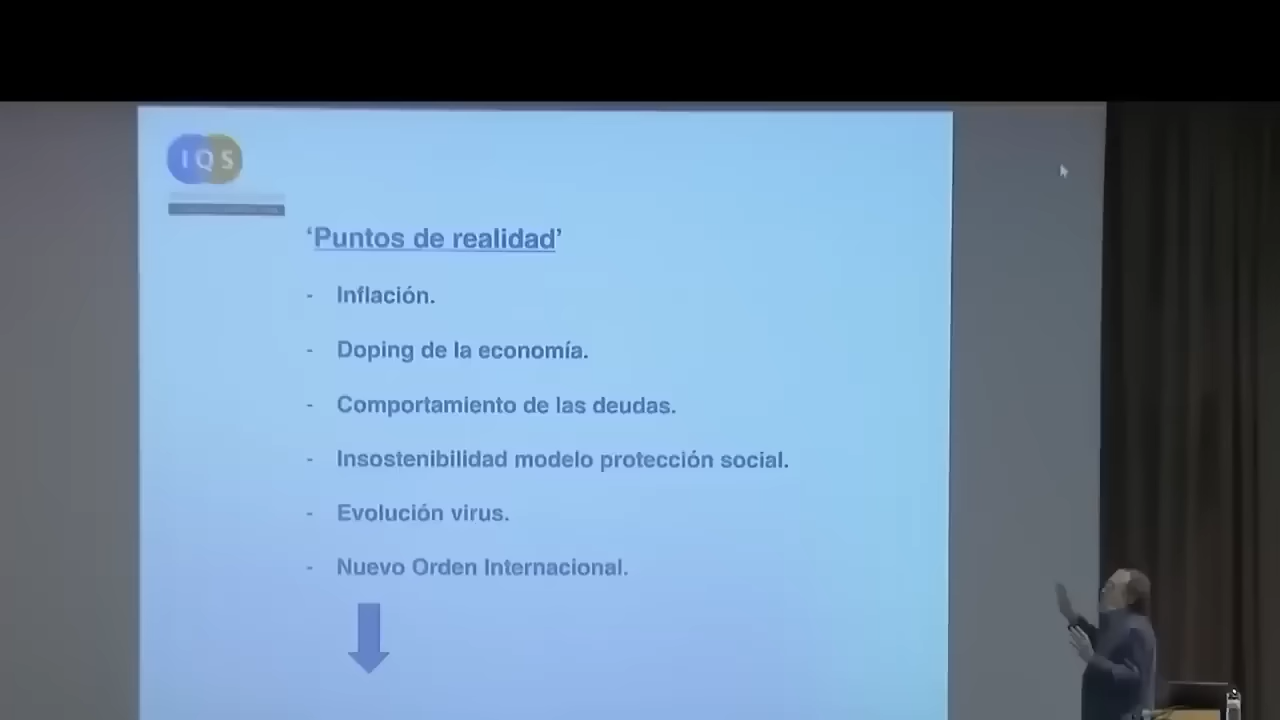 IQS
‘Puntos de realidad’
- Inflación.
- Doping de la economía.
- Comportamiento de las deudas.
- Insostenibilidad modelo protección social.
- Evolución virus.
- Nuevo Orden Internacional.